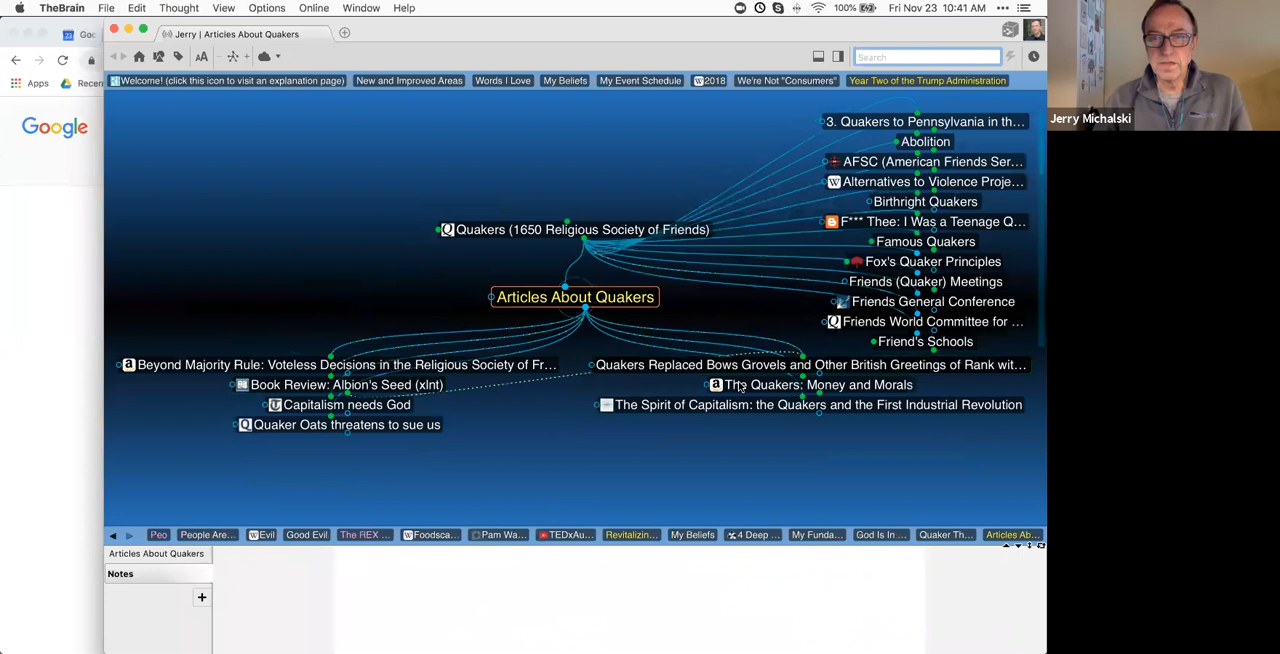 TheBrain File Edit Thought View Options Online Window Help 100% Fri Nov 23 10:41 AM
Goo
Jerry | Articles About Quakers
Apps Recen
AA Search
Welcome! (click this icon to visit an explanation page) New and Improved Areas Words I Love My Beliefs My Event Schedule W 2018 We're Not "Consumers" Year Two of the Trump Administration
Google
Jerry Michalski
3. Quakers to Pennsylvania in th...
Abolition
AFSC (American Friends Ser...
W Alternatives to Violence Proje...
Birthright Quakers
F*** Thee: I Was a Teenage Q...
Q Quakers (1650 Religious Society of Friends)
Famous Quakers
Fox's Quaker Principles
Friends (Quaker) Meetings
Articles About Quakers
Friends General Conference
Q Friends World Committee for ...
Friend's Schools
a Beyond Majority Rule: Voteless Decisions in the Religious Society of Fr...
Quakers Replaced Bows Grovels and Other British Greetings of Rank wit...
Book Review: Albion's Seed (xlnt)
a The Quakers: Money and Morals
Capitalism needs God
The Spirit of Capitalism: the Quakers and the First Industrial Revolution
Q Quaker Oats threatens to sue us
Peo People Are... W Evil Good Evil The REX ... W Foodsca... Pam Wa... TEDxAu... Revitalizin... My Beliefs 4 Deep ... My Funda... God Is In ... Quaker Th... Articles Ab...
Articles About Quakers
Notes
+